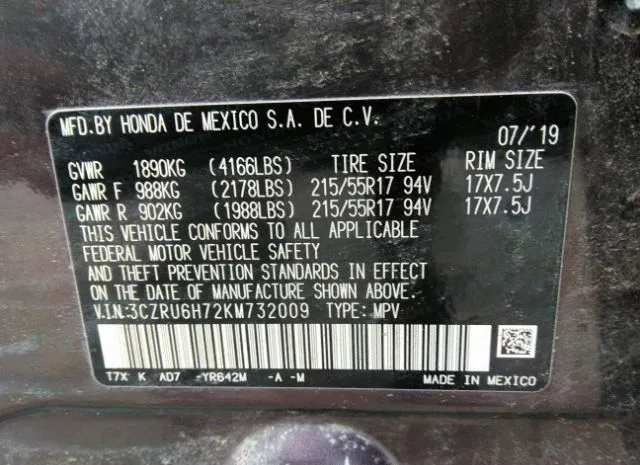 MFD.BY HONDA DE MEXICO S.A. DE C.V. 07/'19
GVWR 1890KG (4166LBS) TIRE SIZE RIM SIZE
GAWR F 988KG (2178LBS) 215/55R17 94V 17X7.5J
GAWR R 902KG (1988LBS) 215/55R17 94V 17X7.5J
THIS VEHICLE CONFORMS TO ALL APPLICABLE
FEDERAL MOTOR VEHICLE SAFETY
AND THEFT PREVENTION STANDARDS IN EFFECT
ON THE DATE OF MANUFACTURE SHOWN ABOVE.
V.I.N:3CZRU6H72KM732009 TYPE: MPV
T7X K AD7 -YR642M -A -M MADE IN MEXICO